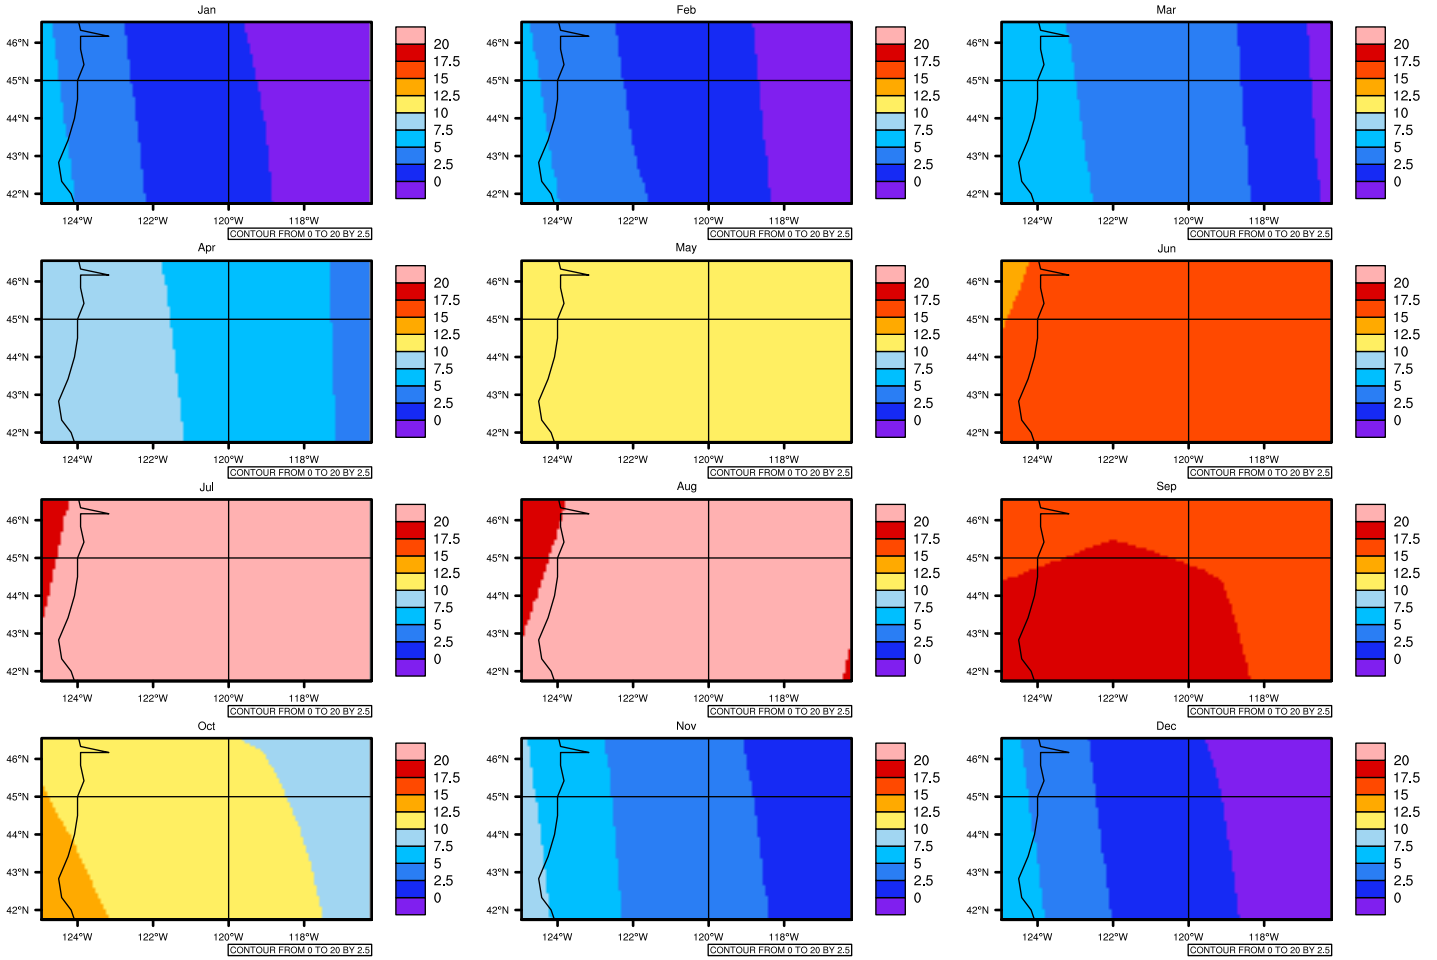 Jan Feb Mar
46°N 20 17.5 15 12.5 10 7.5 5 2.5 0 46°N 20 17.5 15 12.5 10 7.5 5 2.5 0 46°N 20 17.5 15 12.5 10 7.5 5 2.5 0
45°N 45°N 45°N
44°N 44°N 44°N
43°N 43°N 43°N
42°N 42°N 42°N
124°W 122°W 120°W 118°W 124°W 122°W 120°W 118°W 124°W 122°W 120°W 118°W
CONTOUR FROM 0 TO 20 BY 2.5 CONTOUR FROM 0 TO 20 BY 2.5 CONTOUR FROM 0 TO 20 BY 2.5
Apr May Jun
46°N 20 17.5 15 12.5 10 7.5 5 2.5 0 46°N 20 17.5 15 12.5 10 7.5 5 2.5 0 46°N 20 17.5 15 12.5 10 7.5 5 2.5 0
45°N 45°N 45°N
44°N 44°N 44°N
43°N 43°N 43°N
42°N 42°N 42°N
124°W 122°W 120°W 118°W 124°W 122°W 120°W 118°W 124°W 122°W 120°W 118°W
CONTOUR FROM 0 TO 20 BY 2.5 CONTOUR FROM 0 TO 20 BY 2.5 CONTOUR FROM 0 TO 20 BY 2.5
Jul Aug Sep
46°N 20 17.5 15 12.5 10 7.5 5 2.5 0 46°N 20 17.5 15 12.5 10 7.5 5 2.5 0 46°N 20 17.5 15 12.5 10 7.5 5 2.5 0
45°N 45°N 45°N
44°N 44°N 44°N
43°N 43°N 43°N
42°N 42°N 42°N
124°W 122°W 120°W 118°W 124°W 122°W 120°W 118°W 124°W 122°W 120°W 118°W
CONTOUR FROM 0 TO 20 BY 2.5 CONTOUR FROM 0 TO 20 BY 2.5 CONTOUR FROM 0 TO 20 BY 2.5
Oct Nov Dec
46°N 20 17.5 15 12.5 10 7.5 5 2.5 0 46°N 20 17.5 15 12.5 10 7.5 5 2.5 0 46°N 20 17.5 15 12.5 10 7.5 5 2.5 0
45°N 45°N 45°N
44°N 44°N 44°N
43°N 43°N 43°N
42°N 42°N 42°N
124°W 122°W 120°W 118°W 124°W 122°W 120°W 118°W 124°W 122°W 120°W 118°W
CONTOUR FROM 0 TO 20 BY 2.5 CONTOUR FROM 0 TO 20 BY 2.5 CONTOUR FROM 0 TO 20 BY 2.5